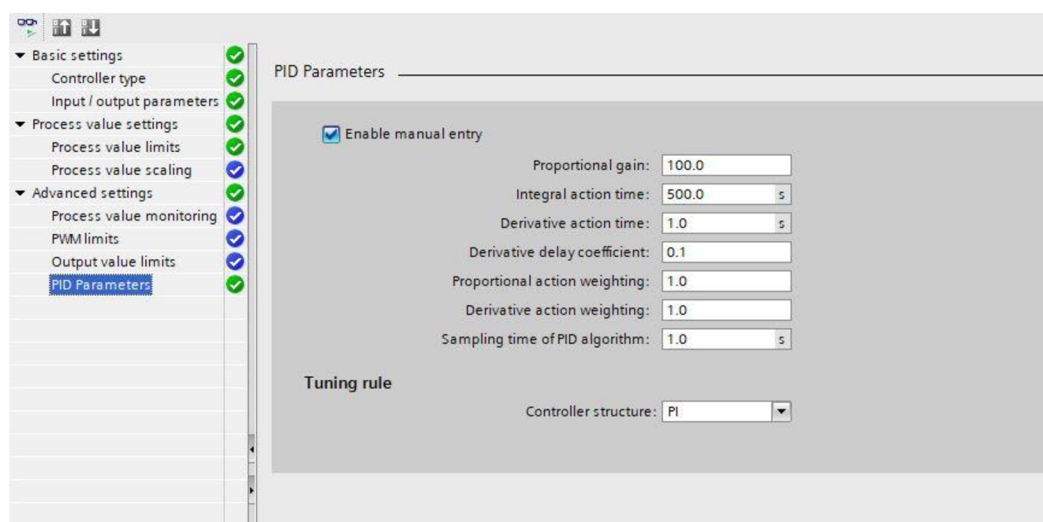 Basic settings
Controller type
Input / output parameters
Process value settings
Process value limits
Process value scaling
Advanced settings
Process value monitoring
PWM limits
Output value limits
PID Parameters
PID Parameters
Enable manual entry
Proportional gain: 100.0
Integral action time: 500.0 s
Derivative action time: 1.0 s
Derivative delay coefficient: 0.1
Proportional action weighting: 1.0
Derivative action weighting: 1.0
Sampling time of PID algorithm: 1.0 s
Tuning rule
Controller structure: PI